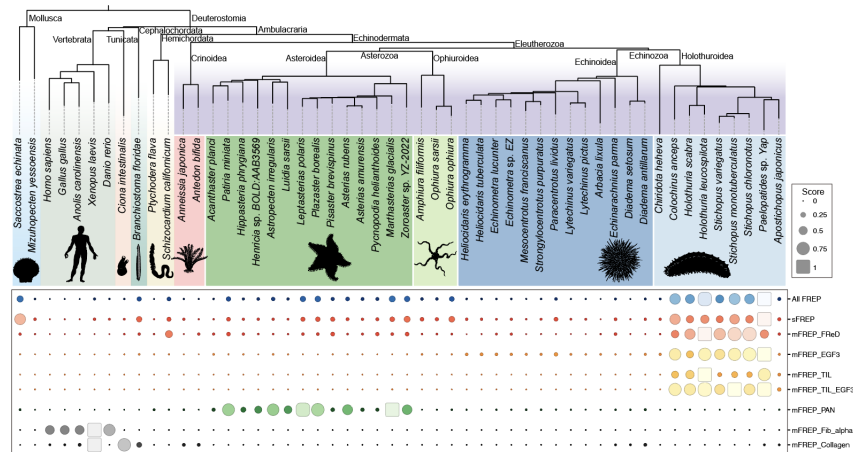 Mollusca
Deuterostomia
Cephalochordata
Ambulacraria
Vertebrata
Tunicata
Hemichordata
Echinodermata
Eleutherozoa
Crinoidea
Asteroidea
Asterozoa
Ophiuroidea
Echinoidea
Echinozoa
Holothuroidea
Saccostrea echinata
Mizuhopecten yessoensis
Homo sapiens
Gallus gallus
Anolis carolinensis
Xenopus laevis
Danio rerio
Ciona intestinalis
Branchiostoma floridae
Ptychodera flava
Schizocardium californicum
Anneissia japonica
Antedon bifida
Acanthaster planci
Patiria miniata
Hippasteria phrygiana
Henricia sp. BOLD:AAB3569
Astropecten irregularis
Luidia sarsii
Leptasterias polaris
Plazaster borealis
Pisaster brevispinus
Asterias rubens
Asterias amurensis
Pycnopodia helianthoides
Marthasterias glacialis
Zoroaster sp. YZ-2022
Amphiura filiformis
Ophiura sarsi
Ophiura ophiura
Heliocidaris erythrogramma
Heliocidaris tuberculata
Echinometra lucunter
Echinometra sp. EZ
Mesocentrotus franciscanus
Strongylocentrotus purpuratus
Paracentrotus lividus
Lytechinus variegatus
Lytechinus pictus
Arbacia lixula
Echinarachnius parma
Diadema setosum
Diadema antillarum
Chiridota heheva
Colochirus anceps
Holothuria scabra
Holothuria leucospilota
Stichopus variegatus
Stichopus monotuberculatus
Stichopus chloronotus
Paelopatides sp. Yap
Apostichopus japonicus
Score
0
0.25
0.5
0.75
1
All FREP
sFREP
mFREP_FReD
mFREP_EGF3
mFREP_TIL
mFREP_TIL_EGF3
mFREP_PAN
mFREP_Fib_alpha
mFREP_Collagen